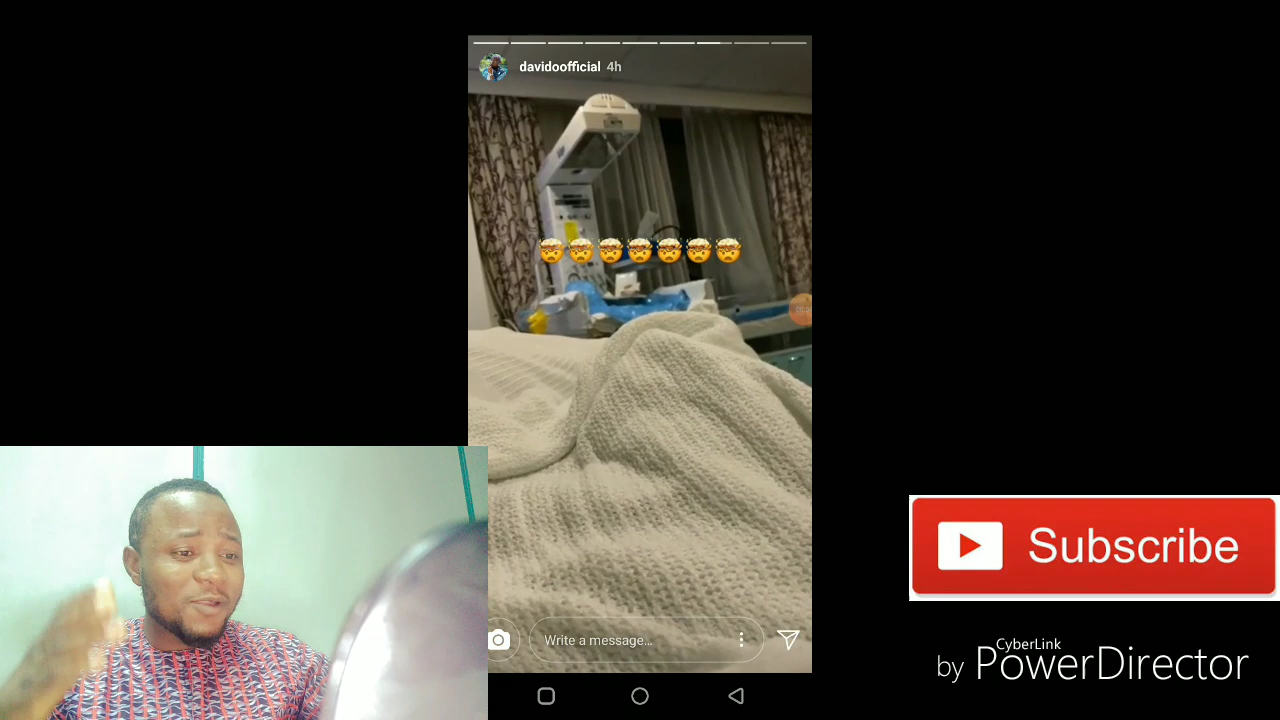 davidoofficial 4h
Write a message...
Subscribe
CyberLink
by PowerDirector